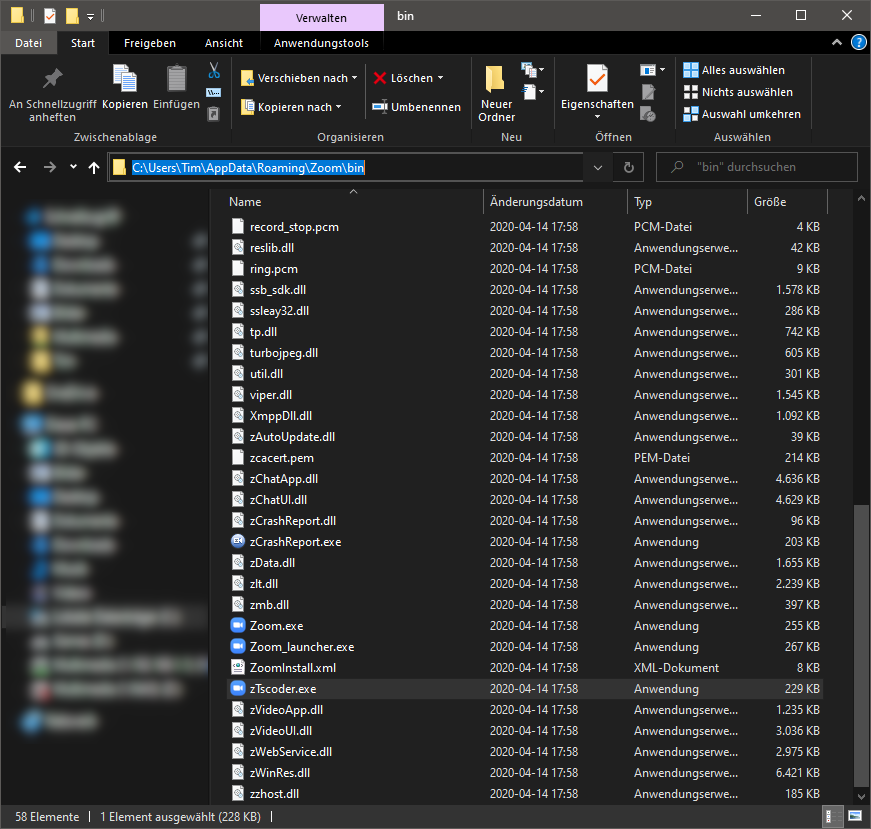 Verwalten bin
Datei Start Freigeben Ansicht Anwendungstools
An Schnellzugriff
anheften
Kopieren
Einfügen
Zwischenablage
Verschieben nach
Kopieren nach
Löschen
Umbenennen
Organisieren
Neuer
Ordner
Neu
Eigenschaften
Öffnen
Alles auswählen
Nichts auswählen
Auswahl umkehren
Auswählen
C:\Users\Tim\AppData\Roaming\Zoom\bin
"bin" durchsuchen
Name Änderungsdatum Typ Größe
record_stop.pcm 2020-04-14 17:58 PCM-Datei 4 KB
reslib.dll 2020-04-14 17:58 Anwendungserwe... 42 KB
ring.pcm 2020-04-14 17:58 PCM-Datei 9 KB
ssb_sdk.dll 2020-04-14 17:58 Anwendungserwe... 1.578 KB
ssleay32.dll 2020-04-14 17:58 Anwendungserwe... 286 KB
tp.dll 2020-04-14 17:58 Anwendungserwe... 742 KB
turbojpeg.dll 2020-04-14 17:58 Anwendungserwe... 605 KB
util.dll 2020-04-14 17:58 Anwendungserwe... 301 KB
viper.dll 2020-04-14 17:58 Anwendungserwe... 1.545 KB
XmppDll.dll 2020-04-14 17:58 Anwendungserwe... 1.092 KB
zAutoUpdate.dll 2020-04-14 17:58 Anwendungserwe... 39 KB
zcacert.pem 2020-04-14 17:58 PEM-Datei 214 KB
zChatApp.dll 2020-04-14 17:58 Anwendungserwe... 4.636 KB
zChatUI.dll 2020-04-14 17:58 Anwendungserwe... 4.629 KB
zCrashReport.dll 2020-04-14 17:58 Anwendungserwe... 96 KB
zCrashReport.exe 2020-04-14 17:58 Anwendung 203 KB
zData.dll 2020-04-14 17:58 Anwendungserwe... 1.655 KB
zlt.dll 2020-04-14 17:58 Anwendungserwe... 2.239 KB
zmb.dll 2020-04-14 17:58 Anwendungserwe... 397 KB
Zoom.exe 2020-04-14 17:58 Anwendung 255 KB
Zoom_launcher.exe 2020-04-14 17:58 Anwendung 267 KB
ZoomInstall.xml 2020-04-14 17:58 XML-Dokument 8 KB
zTscoder.exe 2020-04-14 17:58 Anwendung 229 KB
zVideoApp.dll 2020-04-14 17:58 Anwendungserwe... 1.235 KB
zVideoUI.dll 2020-04-14 17:58 Anwendungserwe... 3.036 KB
zWebService.dll 2020-04-14 17:58 Anwendungserwe... 2.975 KB
zWinRes.dll 2020-04-14 17:58 Anwendungserwe... 6.421 KB
zzhost.dll 2020-04-14 17:58 Anwendungserwe... 185 KB
58 Elemente 1 Element ausgewählt (228 KB)